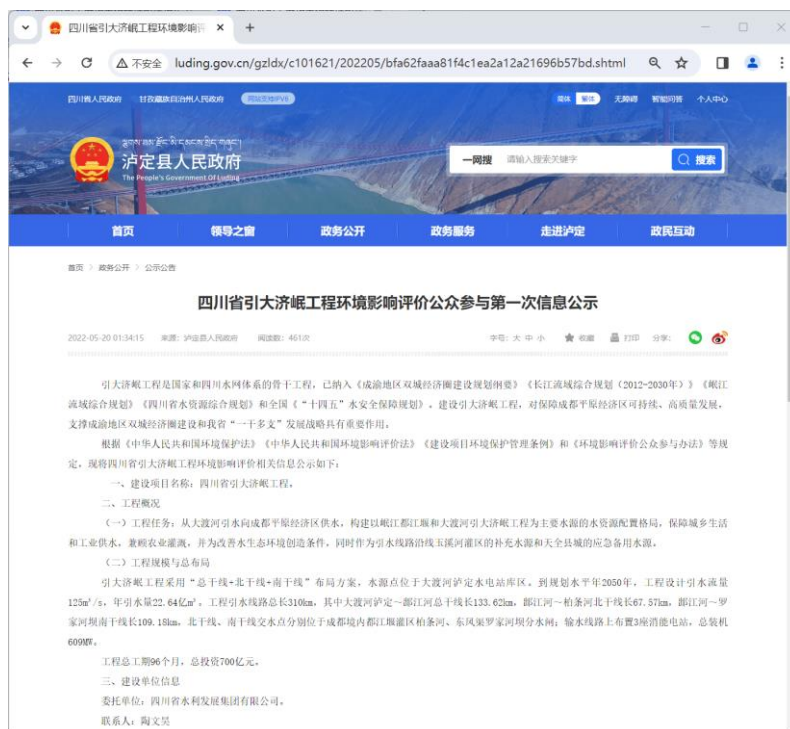 四川省引大济岷工程环境影响评
不安全 luding.gov.cn/gzldx/c101621/202205/bfa62faaa81f4c1ea2a12a21696b57bd.shtml
四川省人民政府 甘孜藏族自治州人民政府 网站支持IPV6 简体 繁体 无障碍 智能问答 个人中心
泸定县人民政府
The People's Government Of Luding
一网搜 请输入搜索关键字 搜索
首页 领导之窗 政务公开 政务服务 走进泸定 政民互动
首页 > 政务公开 > 公示公告
四川省引大济岷工程环境影响评价公众参与第一次信息公示
2022-05-20 01:34:15 来源：泸定县人民政府 阅读数：461次 字号：大 中 小 收藏 打印 分享：
引大济岷工程是国家和四川水网体系的骨干工程，已纳入《成渝地区双城经济圈建设规划纲要》《长江流域综合规划（2012-2030年）》《岷江
流域综合规划》《四川省水资源综合规划》和全国《“十四五”水安全保障规划》。建设引大济岷工程，对保障成都平原经济区可持续、高质量发展，
支撑成渝地区双城经济圈建设和我省“一干多支”发展战略具有重要作用。
根据《中华人民共和国环境保护法》《中华人民共和国环境影响评价法》《建设项目环境保护管理条例》和《环境影响评价公众参与办法》等规
定，现将四川省引大济岷工程环境影响评价相关信息公示如下：
一、建设项目名称：四川省引大济岷工程。
二、工程概况
（一）工程任务：从大渡河引水向成都平原经济区供水，构建以岷江都江堰和大渡河引大济岷工程为主要水源的水资源配置格局，保障城乡生活
和工业供水，兼顾农业灌溉，并为改善水生态环境创造条件，同时作为引水线路沿线玉溪河灌区的补充水源和天全县城的应急备用水源。
（二）工程规模与总布局
引大济岷工程采用“总干线+北干线+南干线”布局方案，水源点位于大渡河泸定水电站库区。到规划水平年2050年，工程设计引水流量
125m³/s，年引水量22.64亿m³。工程引水线路总长310km，其中大渡河泸定～䢺江河总干线长133.62km，䢺江河～柏条河北干线长67.57km，䢺江河～罗
家河坝南干线长109.18km，北干线、南干线交水点分别位于成都境内都江堰灌区柏条河、东风渠罗家河坝分水闸；输水线路上布置3座消能电站，总装机
609MW。
工程总工期96个月，总投资700亿元。
三、建设单位信息
委托单位：四川省水利发展集团有限公司。
联系人：陶文昊